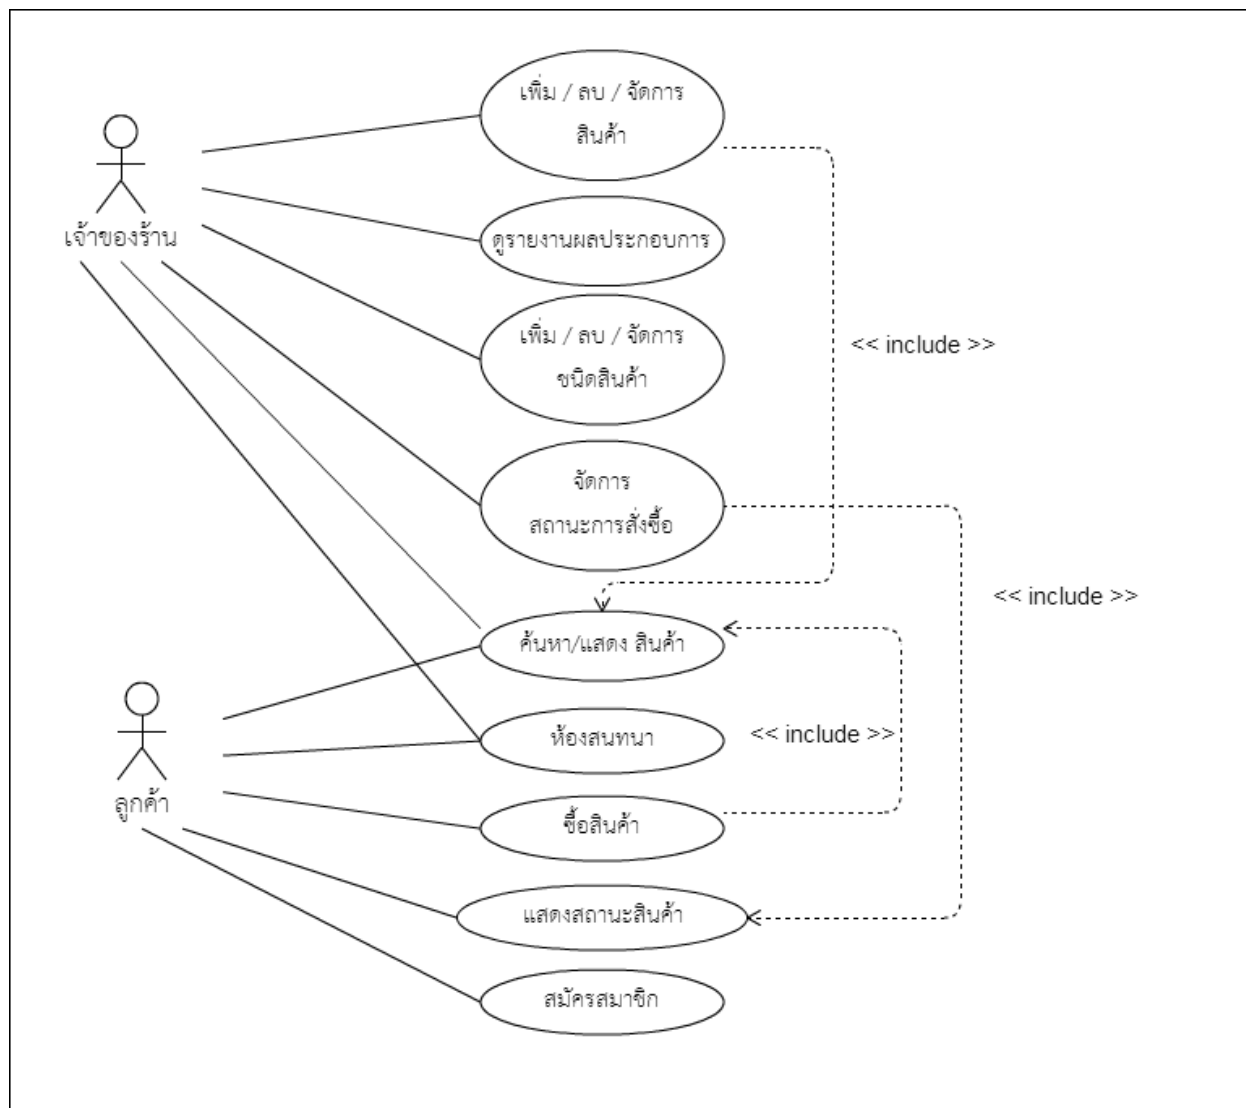 เพิ่ม / ลบ / จัดการ
สินค้า
เจ้าของร้าน
ดูรายงานผลประกอบการ
เพิ่ม / ลบ / จัดการ
ชนิดสินค้า
<< include >>
จัดการ
สถานะการสั่งซื้อ
<< include >>
ค้นหา/แสดง สินค้า
ห้องสนทนา
<< include >>
ลูกค้า
ซื้อสินค้า
แสดงสถานะสินค้า
สมัครสมาชิก